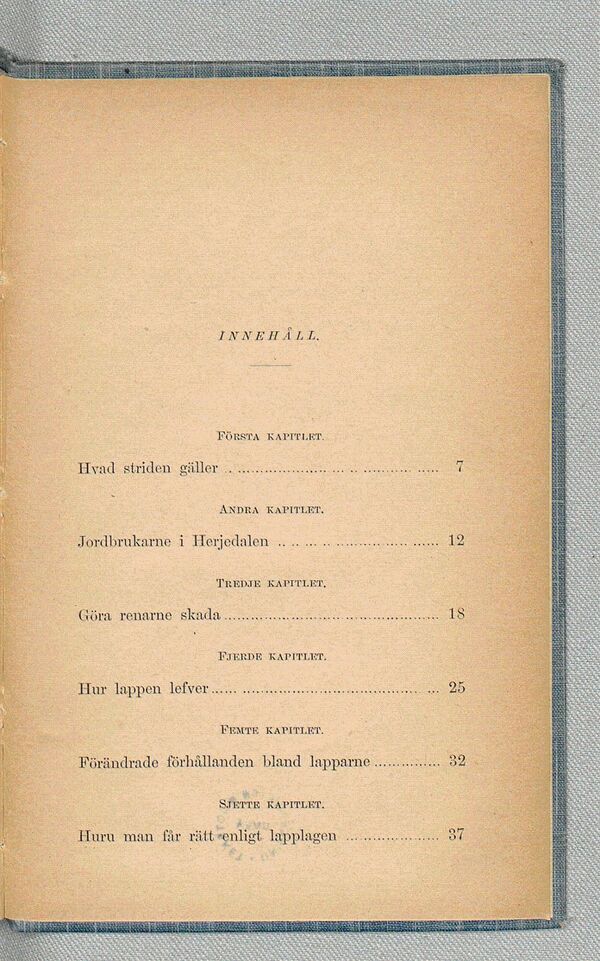 INNEHÅLL.
FÖRSTA KAPITLET.
Hvad striden gäller ........................................ 7
ANDRA KAPITLET.
Jordbrukarne i Herjedalen ................................ 12
TREDJE KAPITLET.
Göra renarne skada ........................................ 18
FJERDE KAPITLET.
Hur lappen lefver ........................................ 25
FEMTE KAPITLET.
Förändrade förhållanden bland lapparne ............... 32
SJETTE KAPITLET.
Huru man får rätt enligt lapplagen ...................... 37